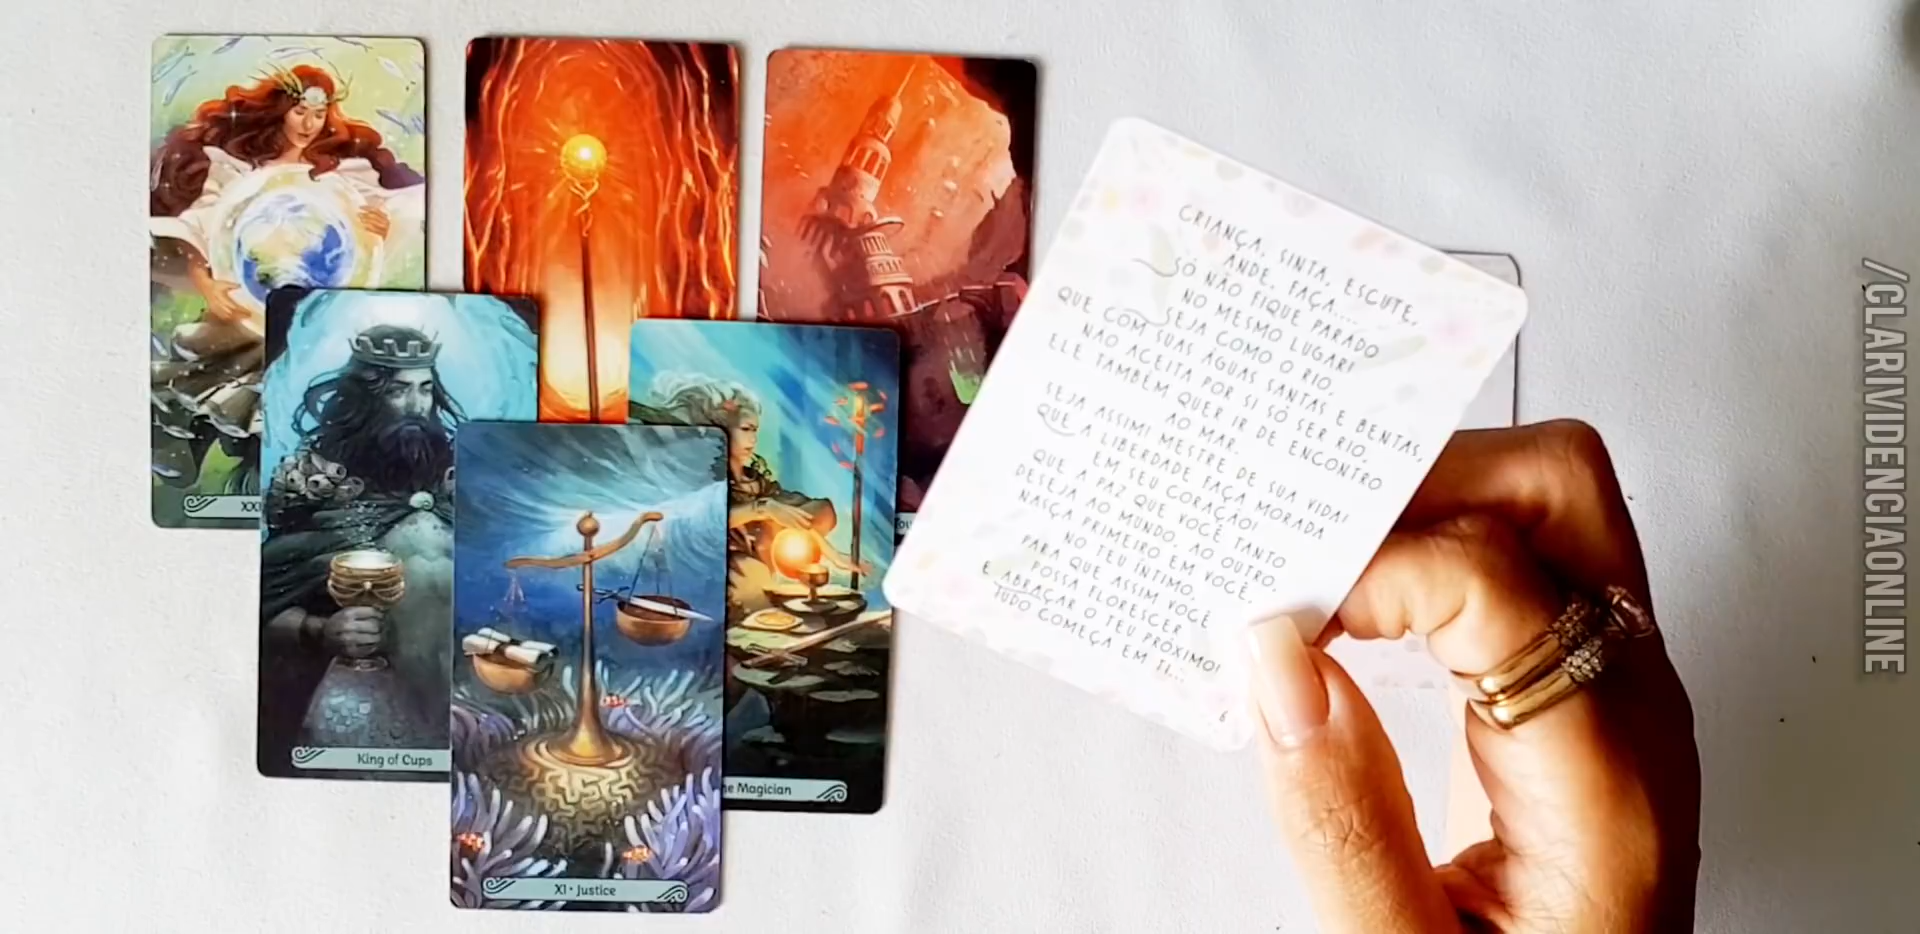 XXI
King of Cups
XI • Justice
he Magician
CRIANÇA, SINTA, ESCUTE,
ANDE, FAÇA....
SÓ NÃO FIQUE PARADO
NO MESMO LUGAR!
SEJA COMO O RIO,
QUE COM SUAS ÁGUAS SANTAS E BENTAS,
NÃO ACEITA POR SI SÓ SER RIO,
ELE TAMBÉM QUER IR DE ENCONTRO
AO MAR.
SEJA ASSIM! MESTRE DE SUA VIDA!
QUE A LIBERDADE FAÇA MORADA
EM SEU CORAÇÃO!
QUE A PAZ QUE VOCÊ TANTO
DESEJA AO MUNDO, AO OUTRO,
NASÇA PRIMEIRO EM VOCÊ,
NO TEU ÍNTIMO,
PARA QUE ASSIM VOCÊ
POSSA FLORESCER
E ABRAÇAR O TEU PRÓXIMO!
TUDO COMEÇA EM TI...
6
/CLARIVIDENCIAONLINE